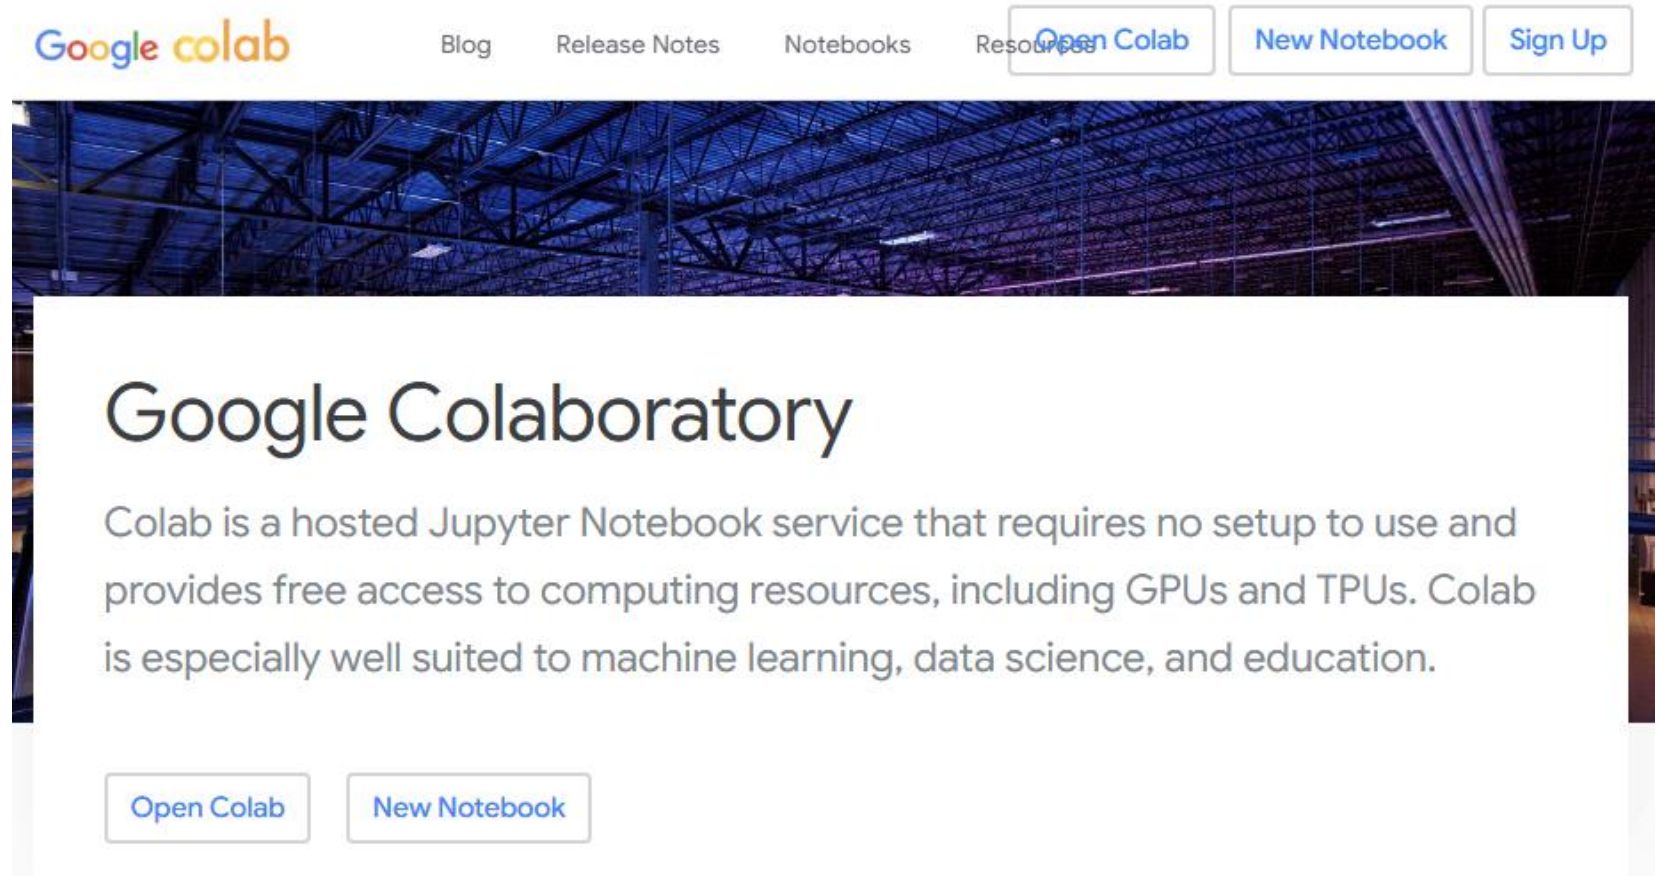 Google colab
Blog Release Notes Notebooks Resources Open Colab New Notebook Sign Up
Google Colaboratory
Colab is a hosted Jupyter Notebook service that requires no setup to use and
provides free access to computing resources, including GPUs and TPUs. Colab
is especially well suited to machine learning, data science, and education.
Open Colab New Notebook